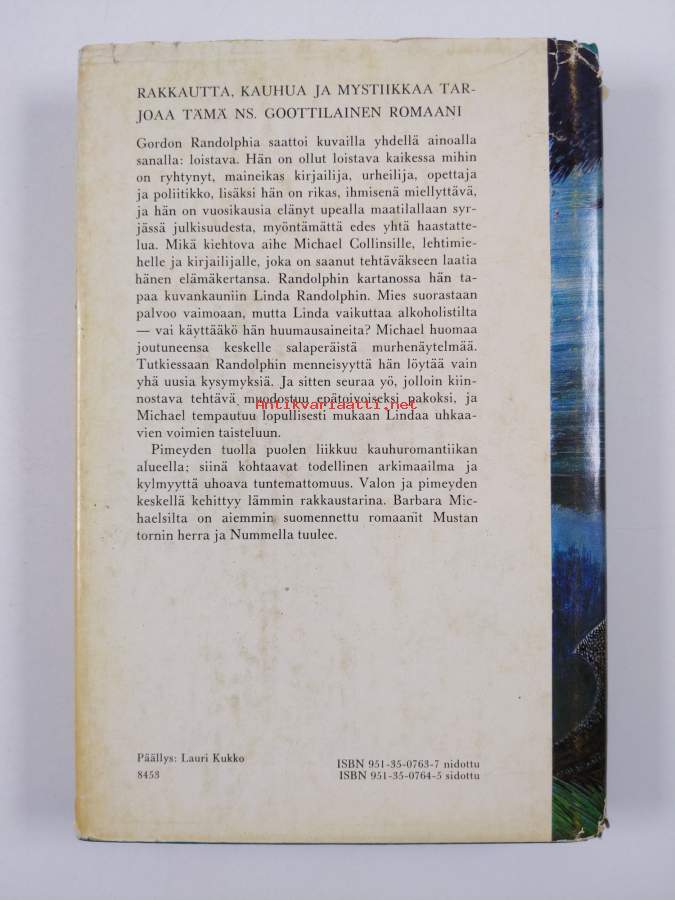 RAKKAUTTA, KAUHUA JA MYSTIIKKAA TAR-
JOAA TÄMÄ NS. GOOTTILAINEN ROMAANI
Gordon Randolphia saattoi kuvailla yhdellä ainoalla
sanalla: loistava. Hän on ollut loistava kaikessa mihin
on ryhtynyt, maineikas kirjailija, urheilija, opettaja
ja poliitikko, lisäksi hän on rikas, ihmisenä miellyttävä,
ja hän on vuosikausia elänyt upealla maatilallaan syr-
jässä julkisuudesta, myöntämättä edes yhtä haastatte-
lua. Mikä kiehtova aihe Michael Collinsille, lehtimie-
helle ja kirjailijalle, joka on saanut tehtäväkseen laatia
hänen elämäkertansa. Randolphin kartanossa hän ta-
paa kuvankauniin Linda Randolphin. Mies suorastaan
palvoo vaimoaan, mutta Linda vaikuttaa alkoholistilta
— vai käyttääkö hän huumausaineita? Michael huomaa
joutuneensa keskelle salaperäistä murhenäytelmää.
Tutkiessaan Randolphin menneisyyttä hän löytää vain
yhä uusia kysymyksiä. Ja sitten seuraa yö, jolloin kiin-
nostava tehtävä muodostuu epätoivoiseksi pakoksi, ja
Antikvariaatti.net
Michael tempautuu lopullisesti mukaan Lindaa uhkaa-
vien voimien taisteluun.
Pimeyden tuolla puolen liikkuu kauhuromantiikan
alueella; siinä kohtaavat todellinen arkimaailma ja
kylmyyttä uhoava tuntemattomuus. Valon ja pimeyden
keskellä kehittyy lämmin rakkaustarina. Barbara Mic-
haelsilta on aiemmin suomennettu romaanit Mustan
tornin herra ja Nummella tuulee.
Päällys: Lauri Kukko
8453
ISBN 951-35-0763-7 nidottu
ISBN 951-35-0764-5 sidottu